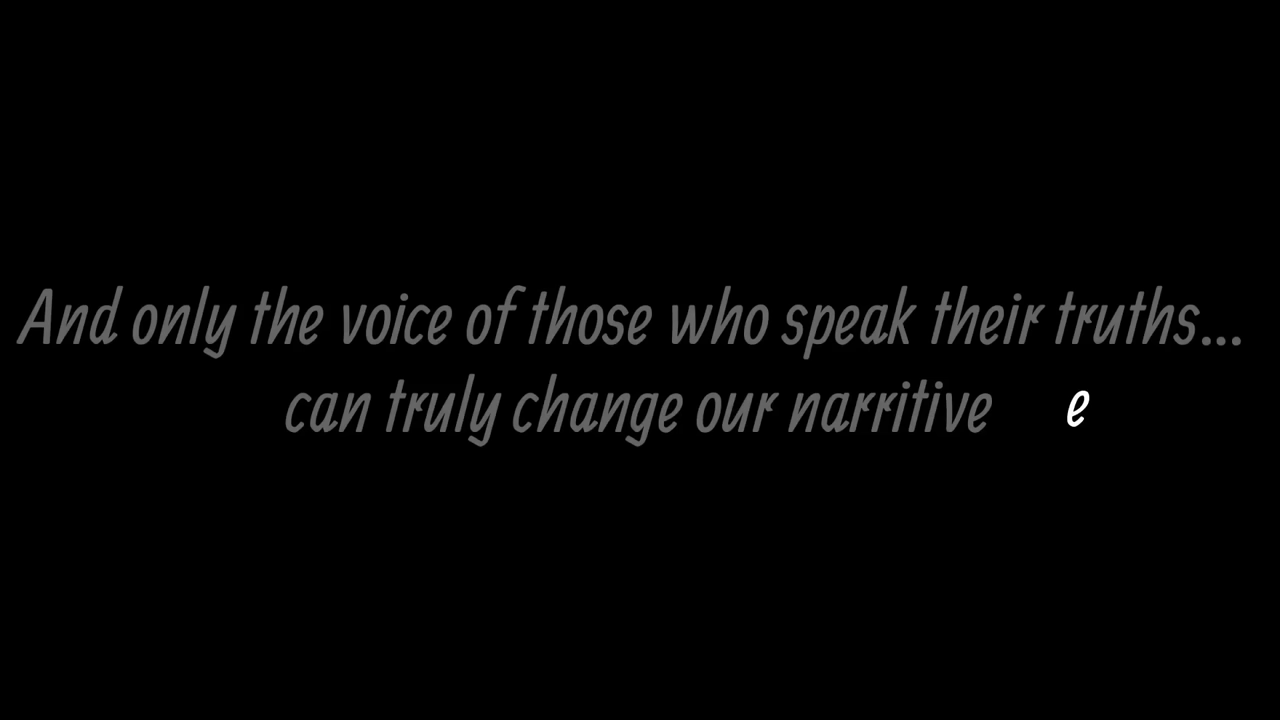 And only the voice of those who speak their truths...
can truly change our narritive e